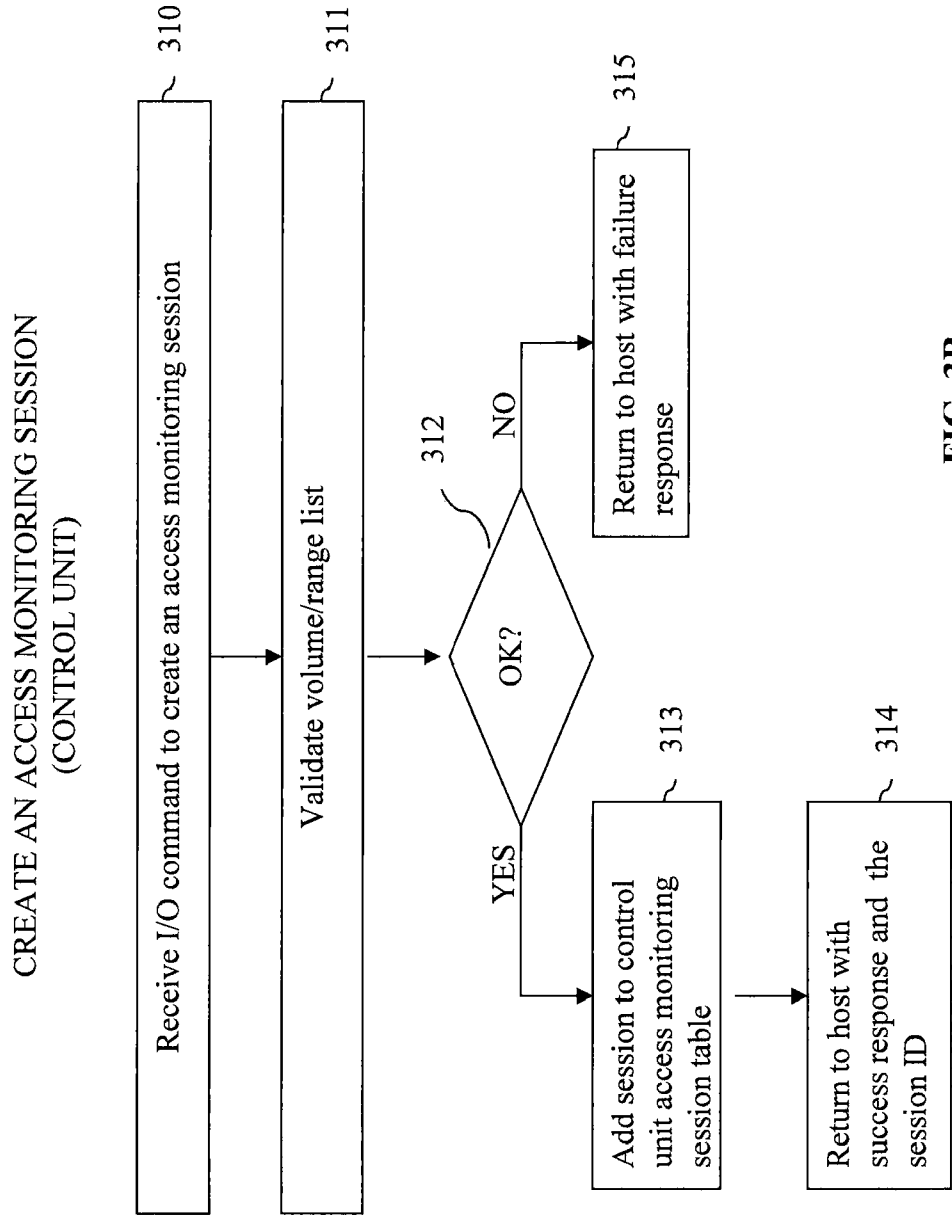 CREATE AN ACCESS MONITORING SESSION
(CONTROL UNIT)
310
Receive I/O command to create an access monitoring session
311
Validate volume/range list
312
OK?
YES
NO
313
Add session to control
unit access monitoring
session table
315
Return to host with failure
response
314
Return to host with
success response and the
session ID